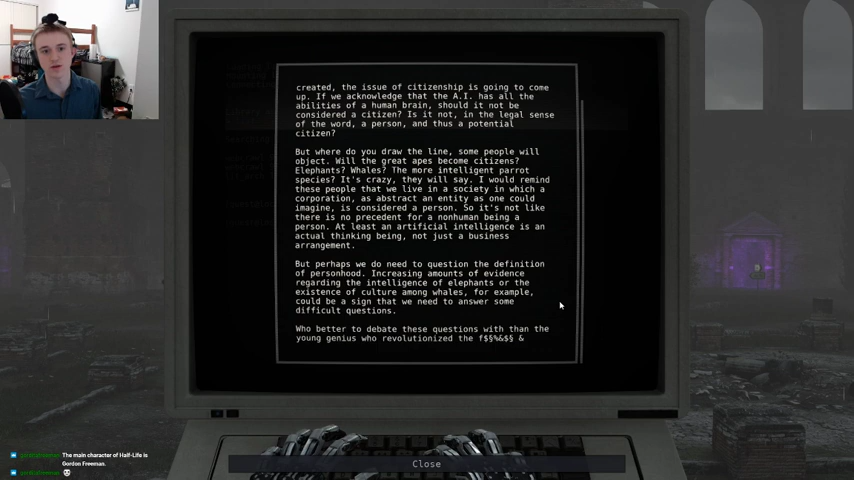 created, the issue of citizenship is going to come
up. If we acknowledge that the A.I. has all the
abilities of a human brain, should it not be
considered a citizen? Is it not, in the legal sense
of the word, a person, and thus a potential
citizen?
But where do you draw the line, some people will
object. Will the great apes become citizens?
Elephants? Whales? The more intelligent parrot
species? It's crazy, they will say. I would remind
these people that we live in a society in which a
corporation, as abstract an entity as one could
imagine, is considered a person. So it's not like
there is no precedent for a nonhuman being a
person. At least an artificial intelligence is an
actual thinking being, not just a business
arrangement.
But perhaps we do need to question the definition
of personhood. Increasing amounts of evidence
regarding the intelligence of elephants or the
existence of culture among whales, for example,
could be a sign that we need to answer some
difficult questions.
Who better to debate these questions with than the
young genius who revolutionized the f$§%&$§ &
The main character of Half-Life is
Gordon Freeman.
Close